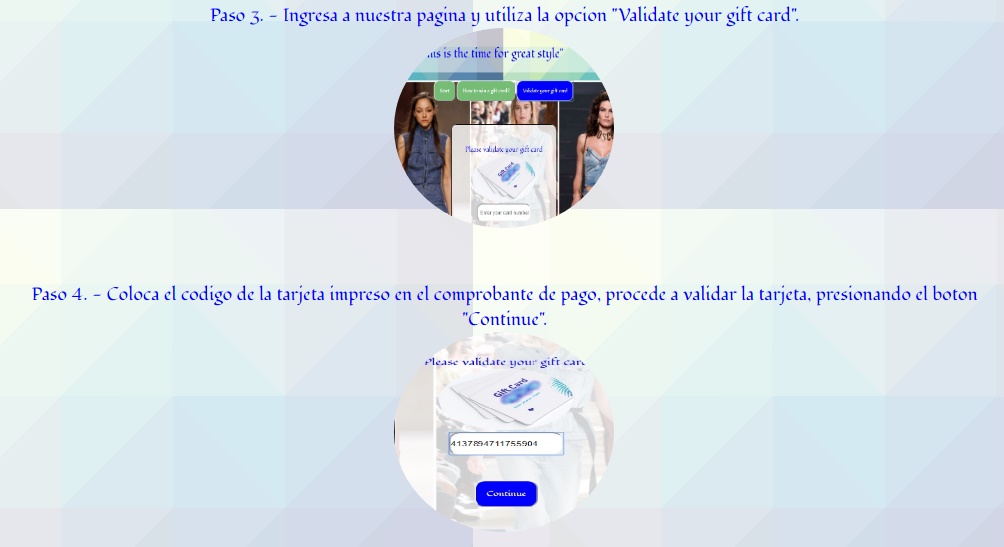 Paso 3. - Ingresa a nuestra pagina y utiliza la opcion "Validate your gift card".
is is the time for great style"
Start
How to win a gift card?
Validate your gift card
Please validate your gift card
Gift Card
Enter your card number
Paso 4. - Coloca el codigo de la tarjeta impreso en el comprobante de pago, procede a validar la tarjeta, presionando el boton
"Continue".
Please validate your gift card
Gift Card
4137894711755904
Continue